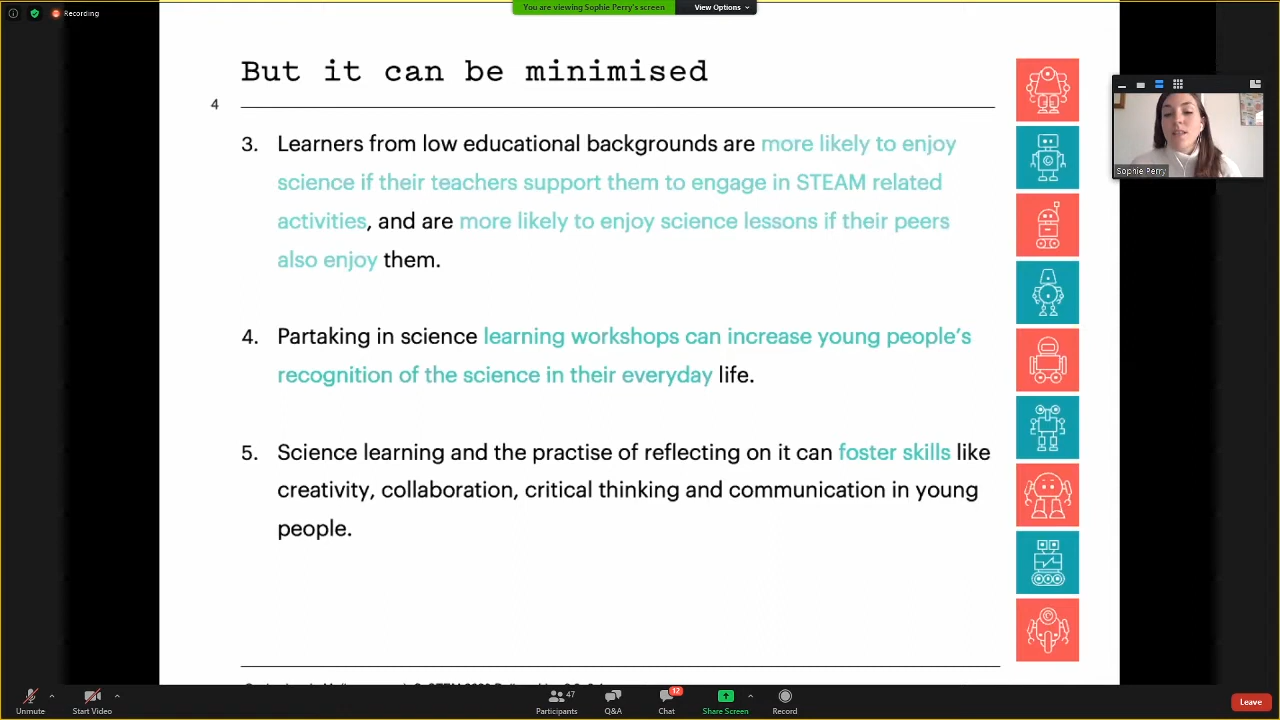 Recording
You are viewing Sophie Perry's screen
View Options
But it can be minimised
4
3. Learners from low educational backgrounds are more likely to enjoy
science if their teachers support them to engage in STEAM related
activities, and are more likely to enjoy science lessons if their peers
also enjoy them.
4. Partaking in science learning workshops can increase young people's
recognition of the science in their everyday life.
5. Science learning and the practise of reflecting on it can foster skills like
creativity, collaboration, critical thinking and communication in young
people.
Sophie Perry
Unmute
Start Video
47
Participants
Q&A
12
Chat
Share Screen
Record
Leave